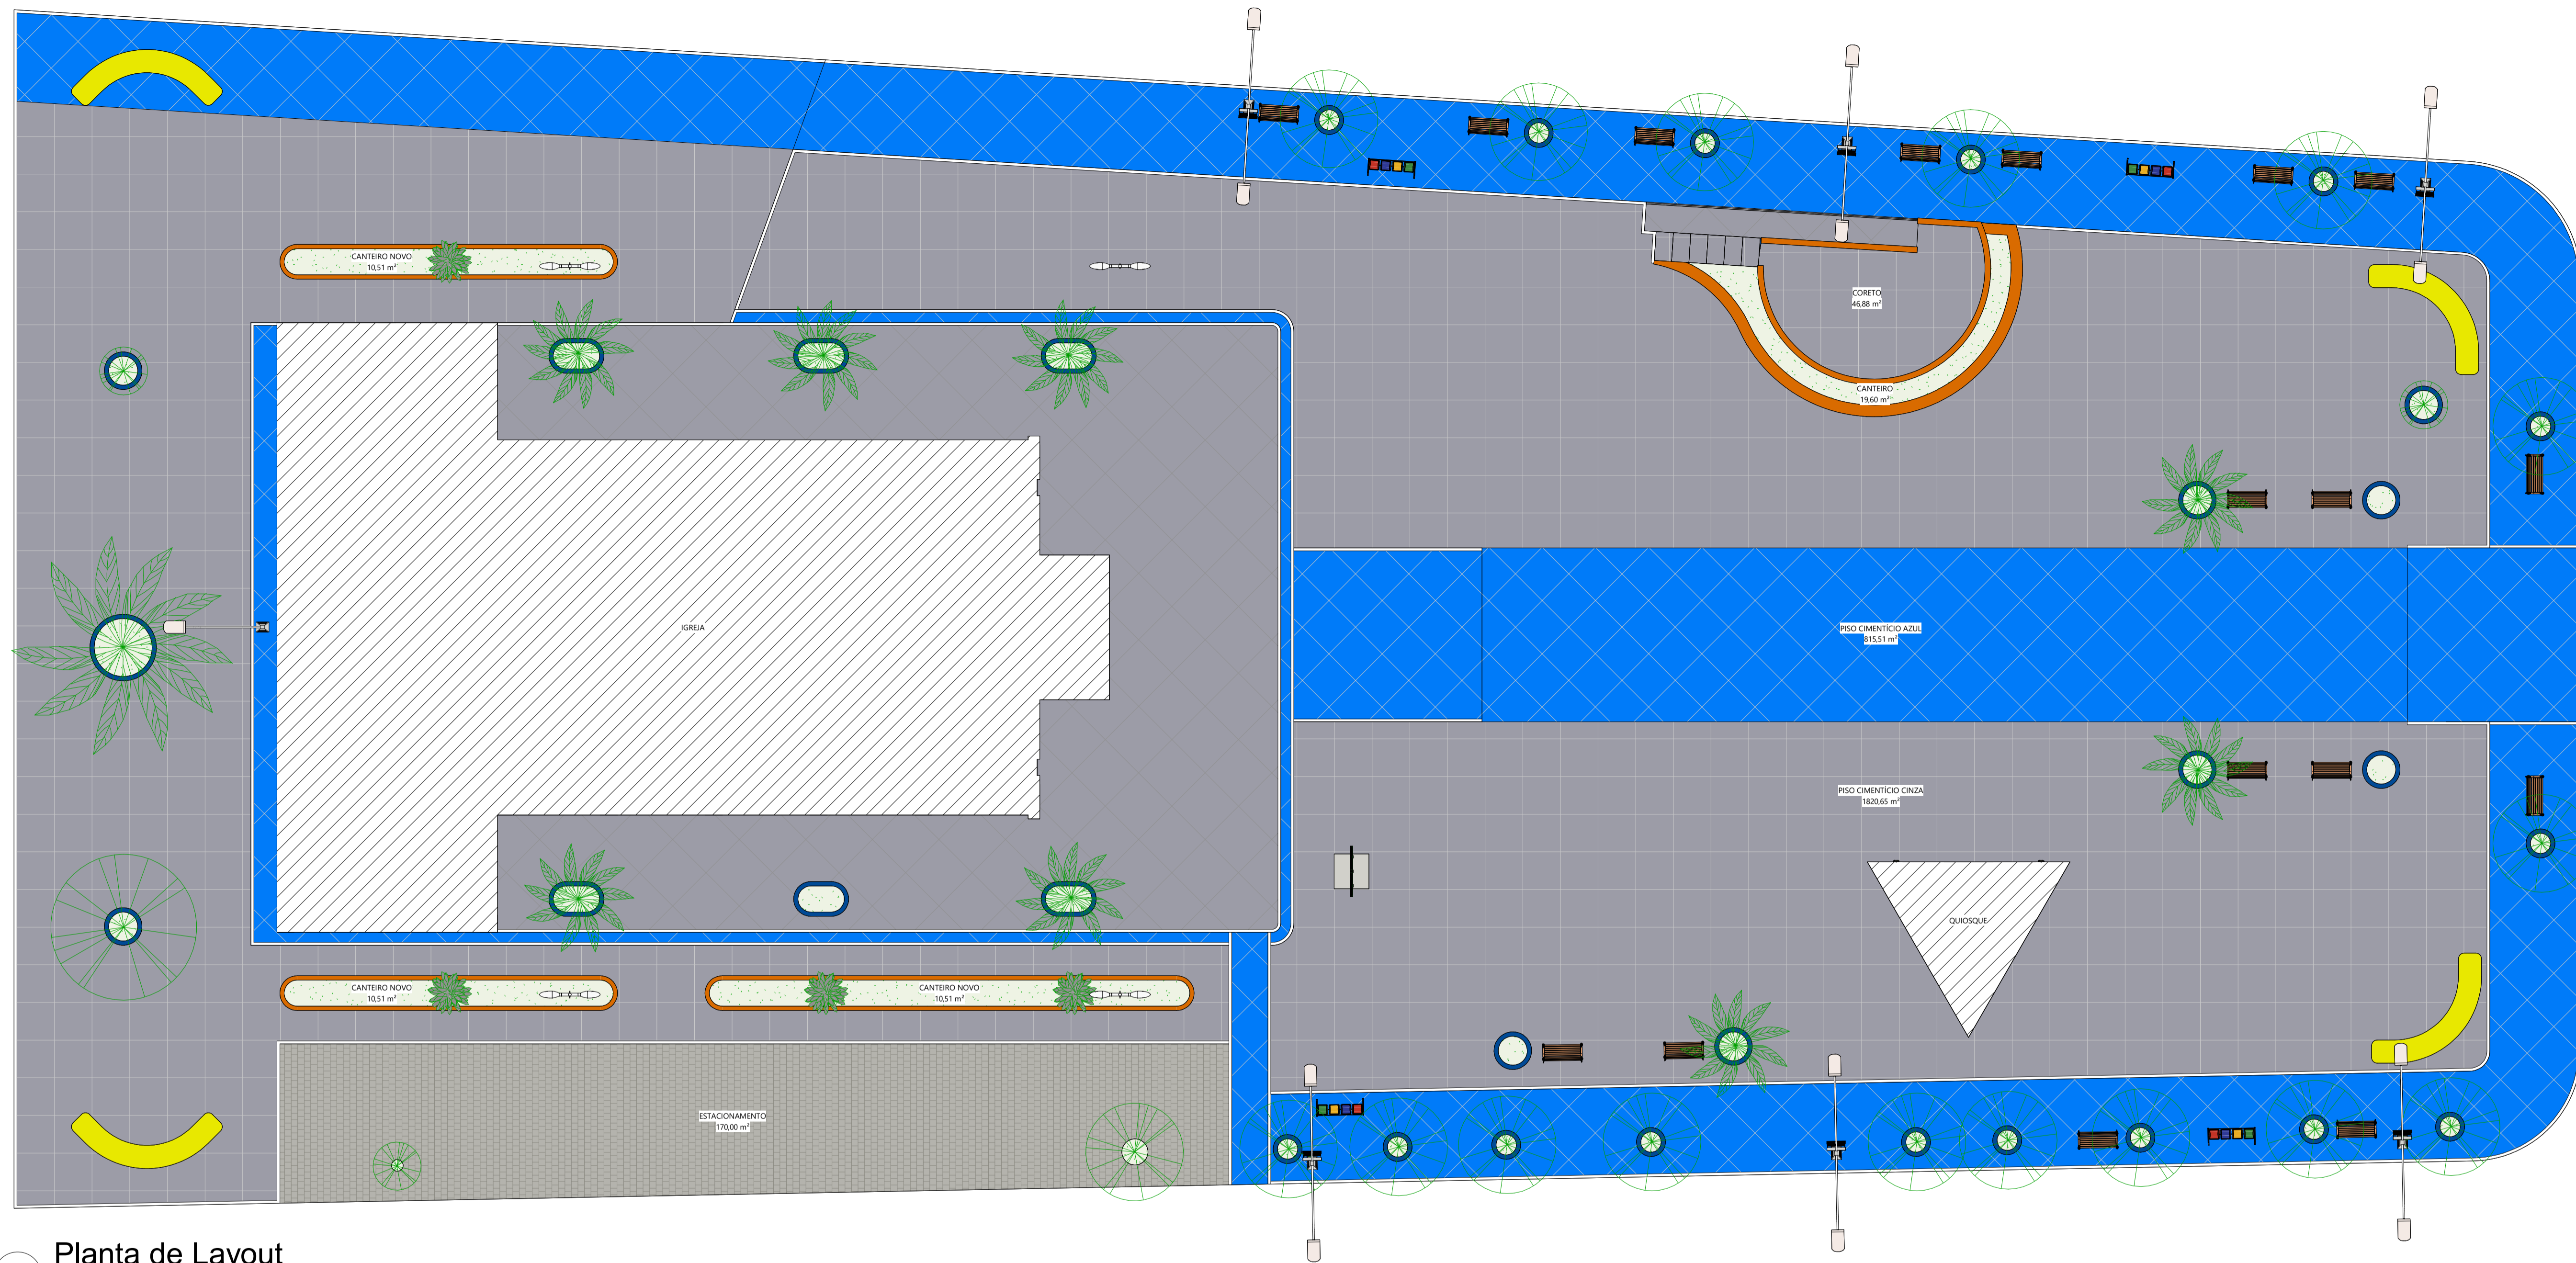 CANTEIRO NOVO
10,51 m²
CORETO
46,88 m²
CANTEIRO
19,60 m²
IGREJA
PISO CIMENTÍCIO AZUL
815,51 m²
PISO CIMENTÍCIO CINZA
1820,65 m²
QUIOSQUE
CANTEIRO NOVO
10,51 m²
CANTEIRO NOVO
10,51 m²
ESTACIONAMENTO
170,00 m²
Planta de Layout